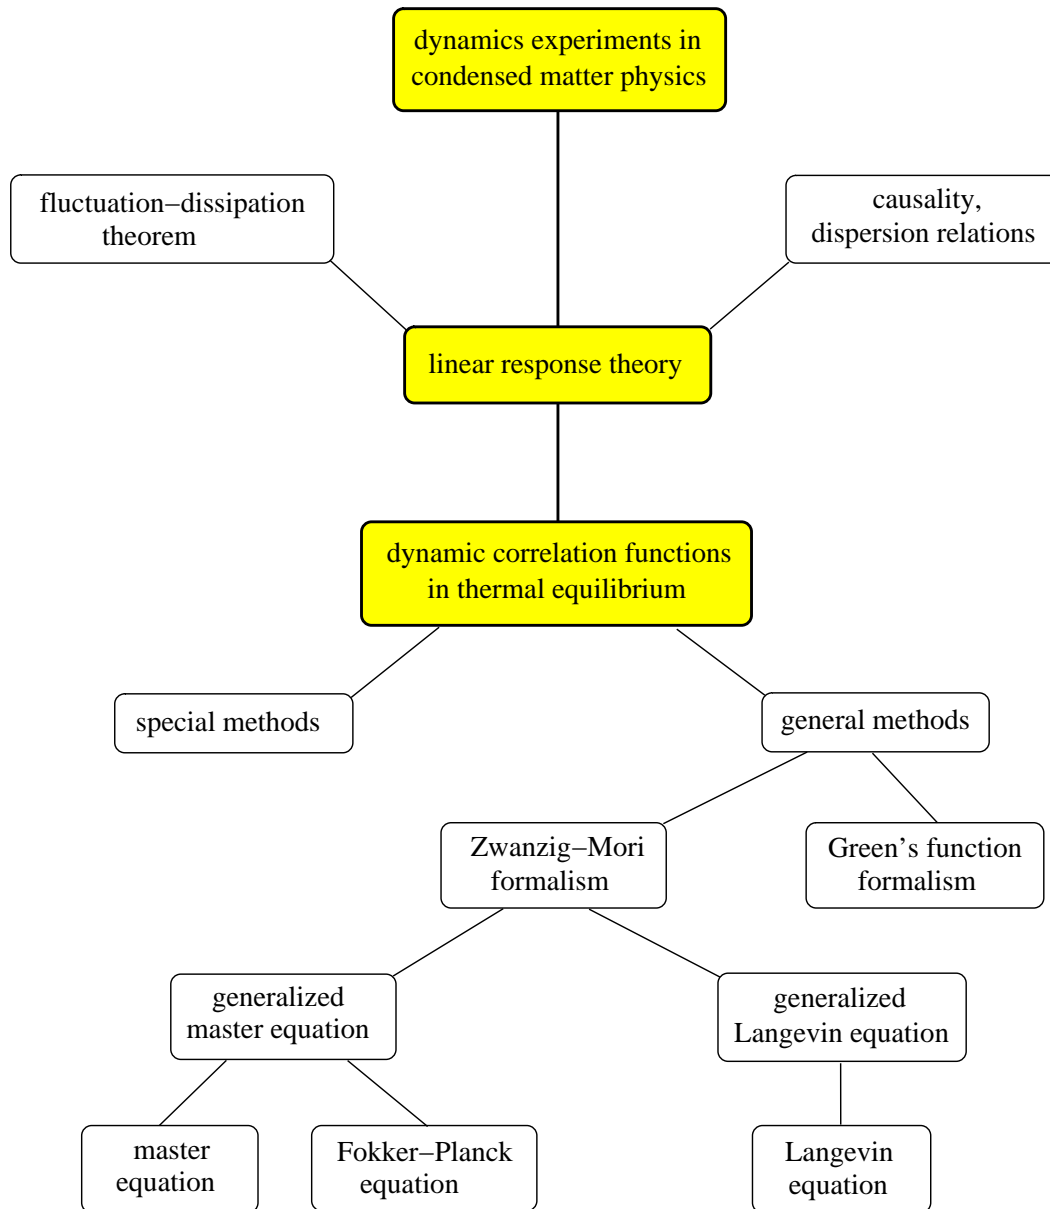 dynamics experiments in
condensed matter physics
fluctuation−dissipation
theorem
causality,
dispersion relations
linear response theory
dynamic correlation functions
in thermal equilibrium
special methods
general methods
Zwanzig−Mori
formalism
Green's function
formalism
generalized
master equation
generalized
Langevin equation
master
equation
Fokker−Planck
equation
Langevin
equation